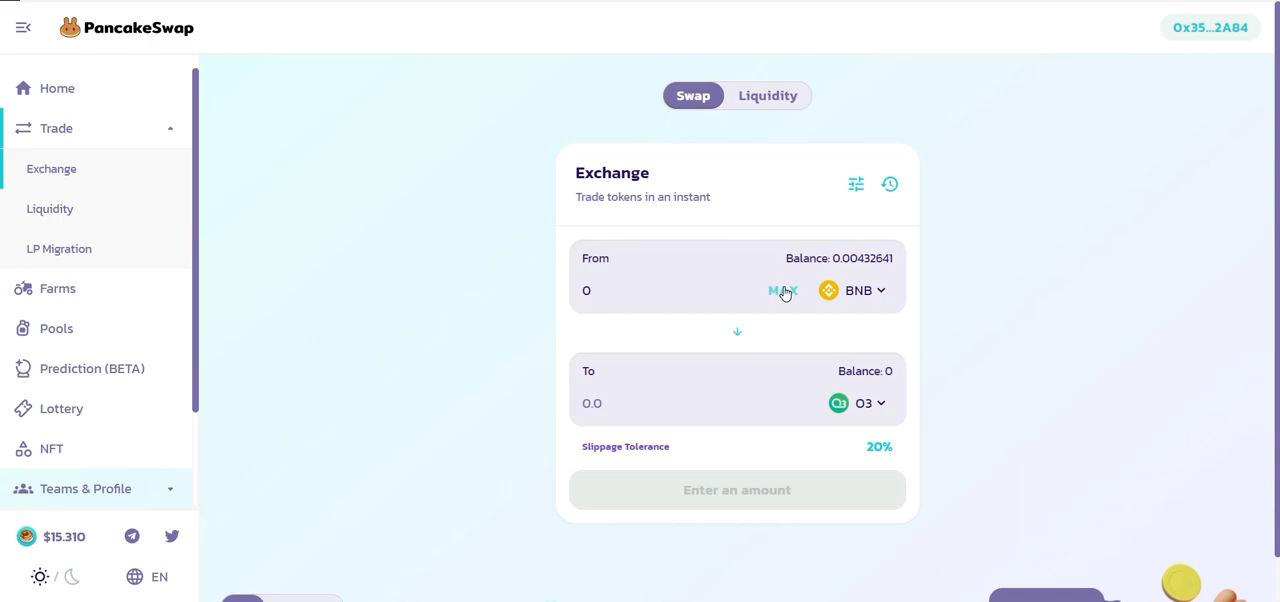 PancakeSwap
0x35...2A84
Home
Trade
Exchange
Liquidity
LP Migration
Farms
Pools
Prediction (BETA)
Lottery
NFT
Teams & Profile
$15.310
/
EN
Swap
Liquidity
Exchange
Trade tokens in an instant
From
Balance: 0.00432641
0
MAX
BNB
To
Balance: 0
0.0
O3
Slippage Tolerance
20%
Enter an amount